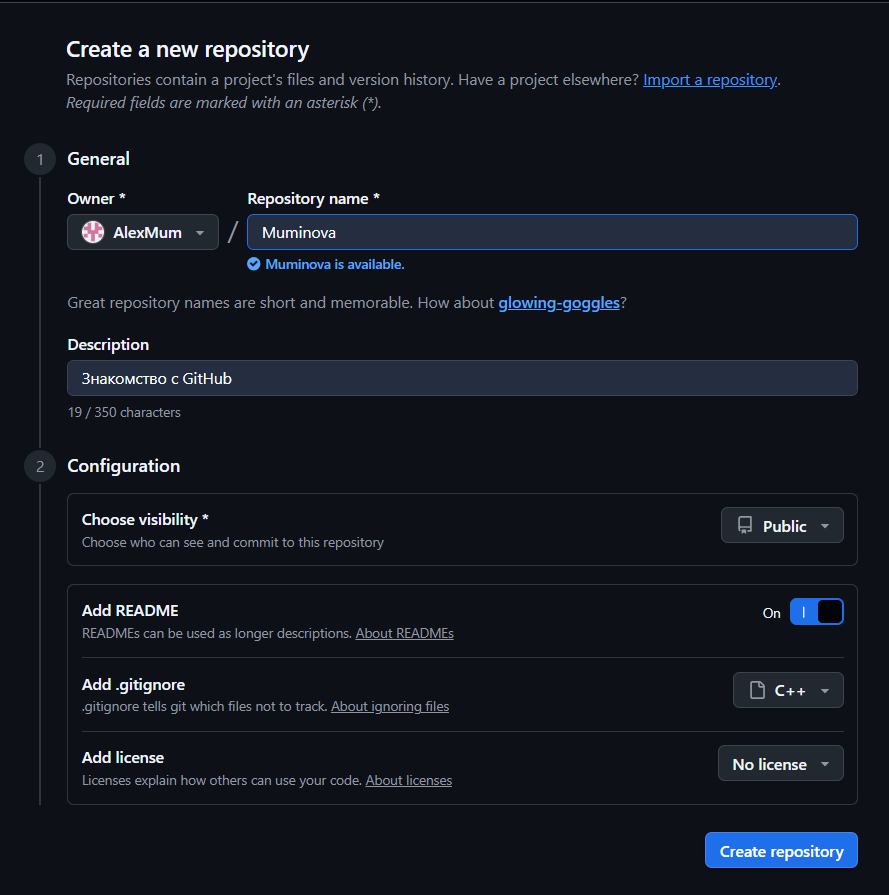 Create a new repository
Repositories contain a project's files and version history. Have a project elsewhere? Import a repository.
Required fields are marked with an asterisk (*).
1 General
Owner * Repository name *
AlexMum / Muminova
Muminova is available.
Great repository names are short and memorable. How about glowing-goggles?
Description
Знакомство с GitHub
19 / 350 characters
2 Configuration
Choose visibility *
Public
Choose who can see and commit to this repository
Add README
On
READMEs can be used as longer descriptions. About READMEs
Add .gitignore
C++
.gitignore tells git which files not to track. About ignoring files
Add license
No license
Licenses explain how others can use your code. About licenses
Create repository